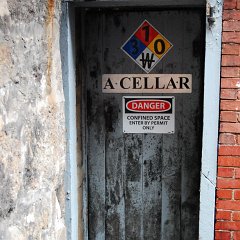 1
3 0
W
A·CELLAR
DANGER
CONFINED SPACE
ENTER BY PERMIT
ONLY